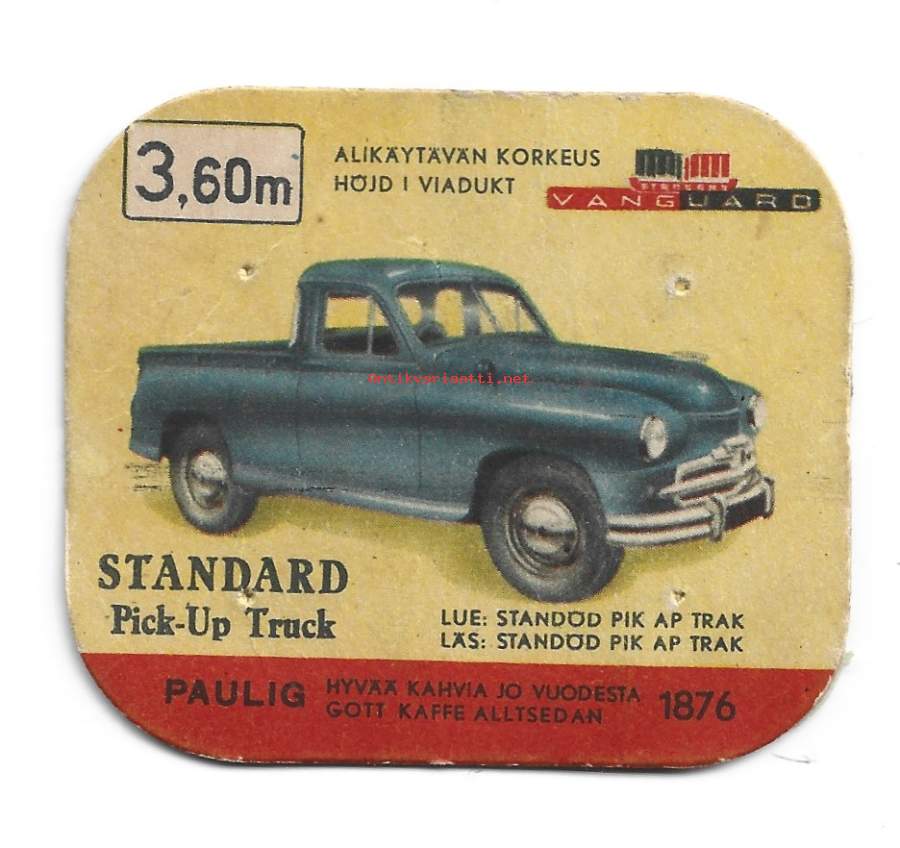 3,60m
ALIKÄYTÄVÄN KORKEUS
HÖJD I VIADUKT
STANDARD
VANGUARD
Antikvariaatti.net
STANDARD
Pick-Up Truck
LUE: STANDÖD PIK AP TRAK
LÄS: STANDÖD PIK AP TRAK
PAULIG
HYVÄÄ KAHVIA JO VUODESTA
GOTT KAFFE ALLTSEDAN
1876